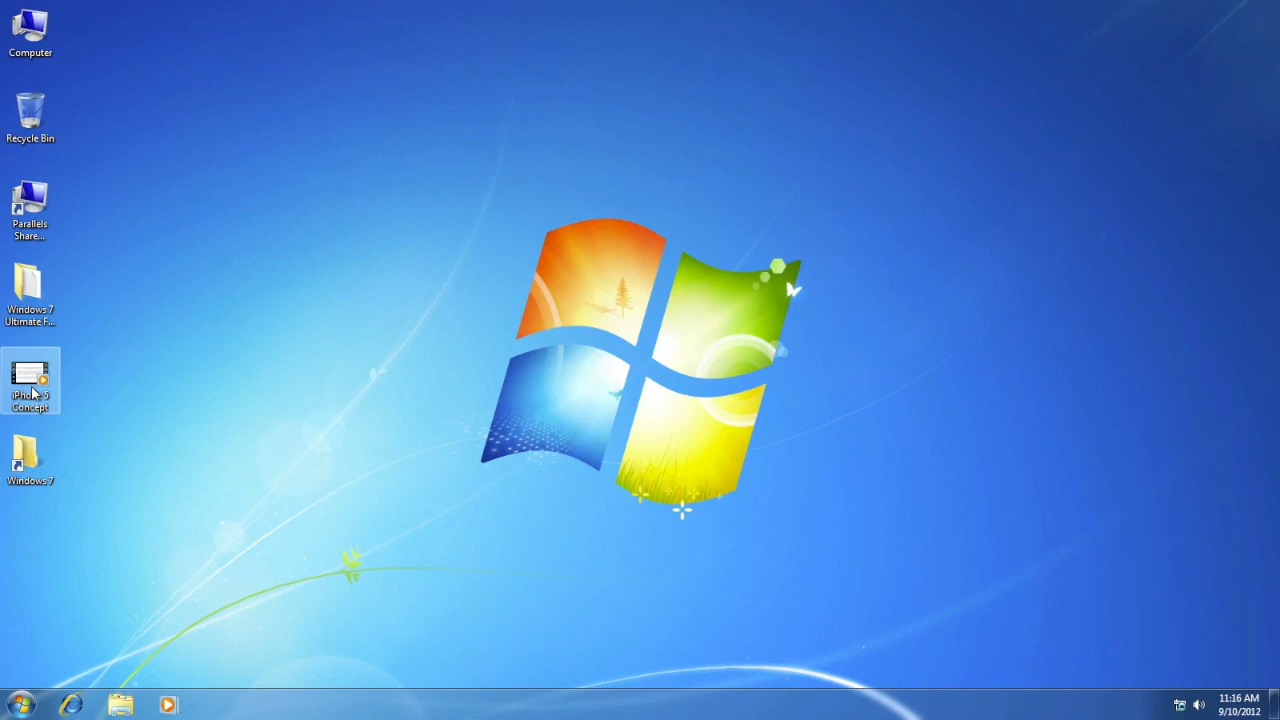 Computer
Recycle Bin
Parallels
Share...
Windows 7
Ultimate F...
iPhone 5
Concept
Windows 7
11:16 AM
9/10/2012